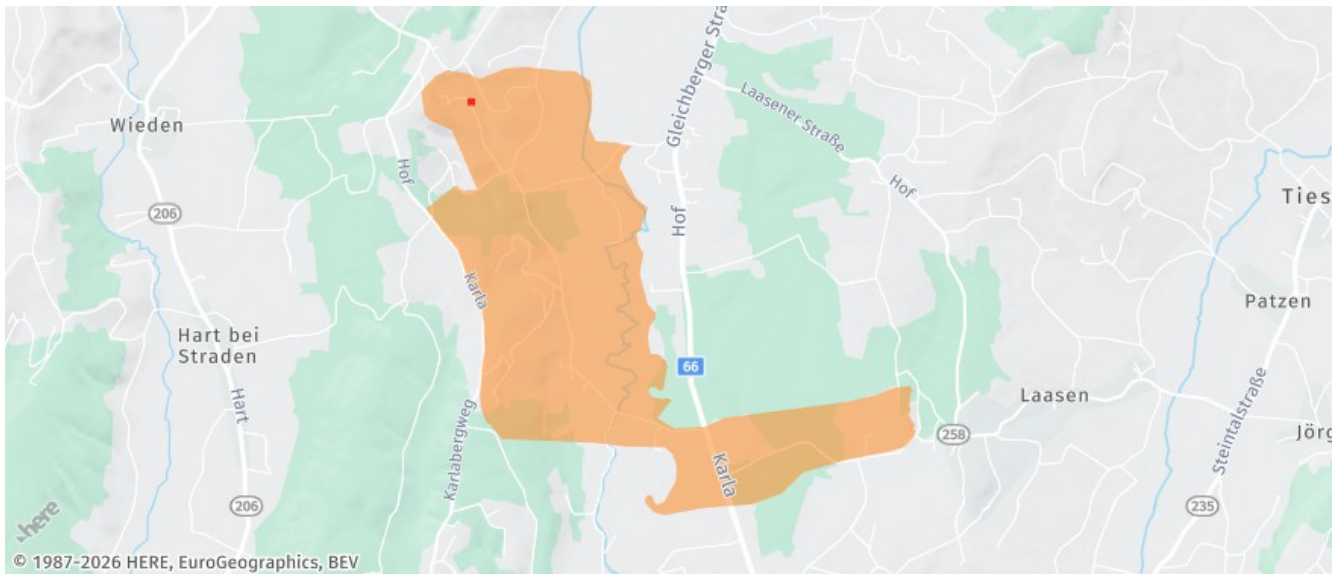 Gleichberger Stra
Laasener Straße
Wieden
Hof
Hof
206
Hof
Ties
Karla
Patzen
Hart bei
Straden
66
Hart
Laasen
Karlabergweg
258
Jörg
Steintalstraße
Karla
206
235
here
© 1987-2026 HERE, EuroGeographics, BEV